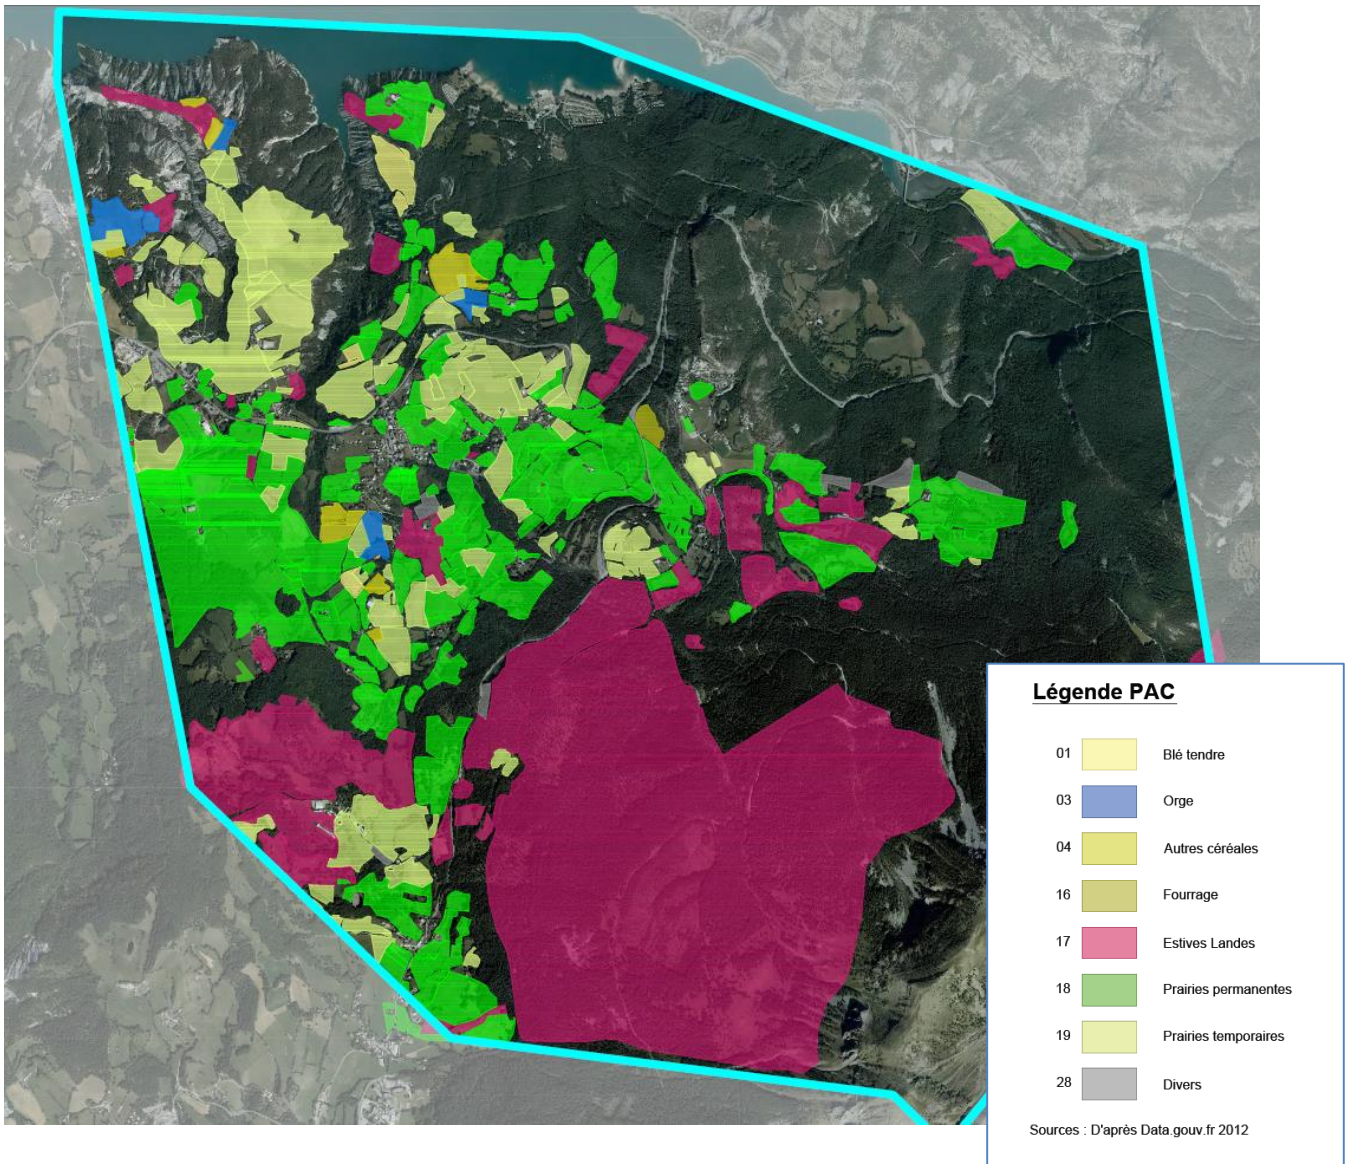 Légende PAC
01 Blé tendre
03 Orge
04 Autres céréales
16 Fourrage
17 Estives Landes
18 Prairies permanentes
19 Prairies temporaires
28 Divers
Sources : D'après Data.gouv.fr 2012